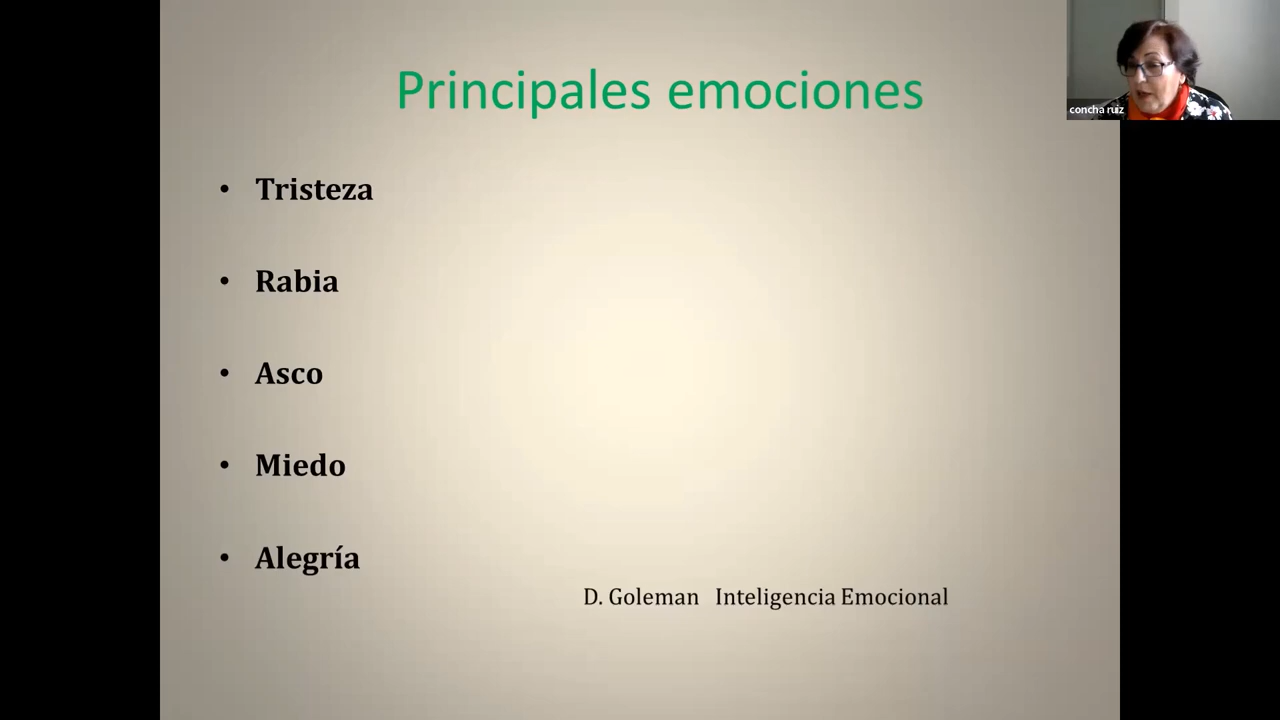 Principales emociones
concha ruiz
• Tristeza
• Rabia
• Asco
• Miedo
• Alegría
D. Goleman Inteligencia Emocional